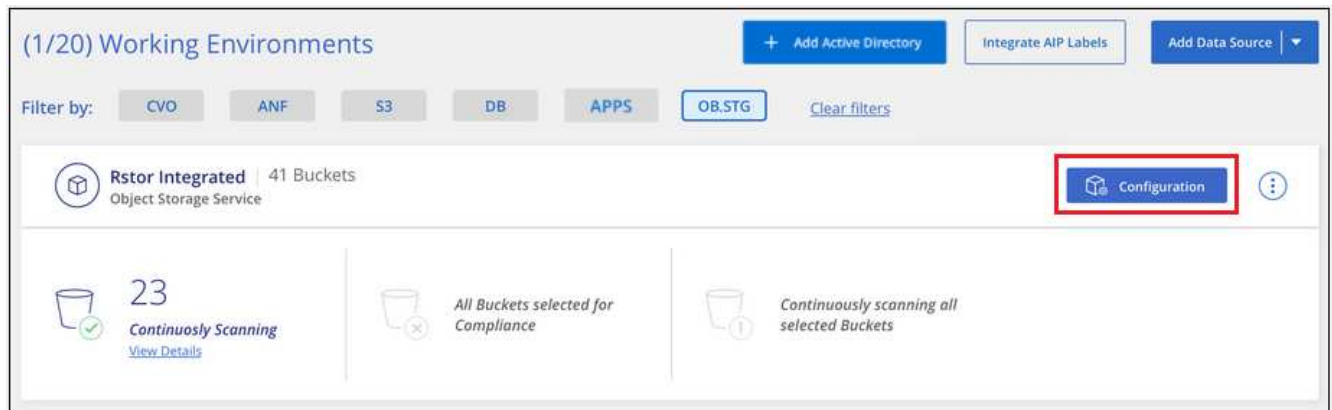 (1/20) Working Environments
+ Add Active Directory
Integrate AIP Labels
Add Data Source
Filter by: CVO ANF S3 DB APPS OB.STG Clear filters
Rstor Integrated | 41 Buckets
Object Storage Service
Configuration
23
Continuosly Scanning
View Details
All Buckets selected for
Compliance
Continuously scanning all
selected Buckets